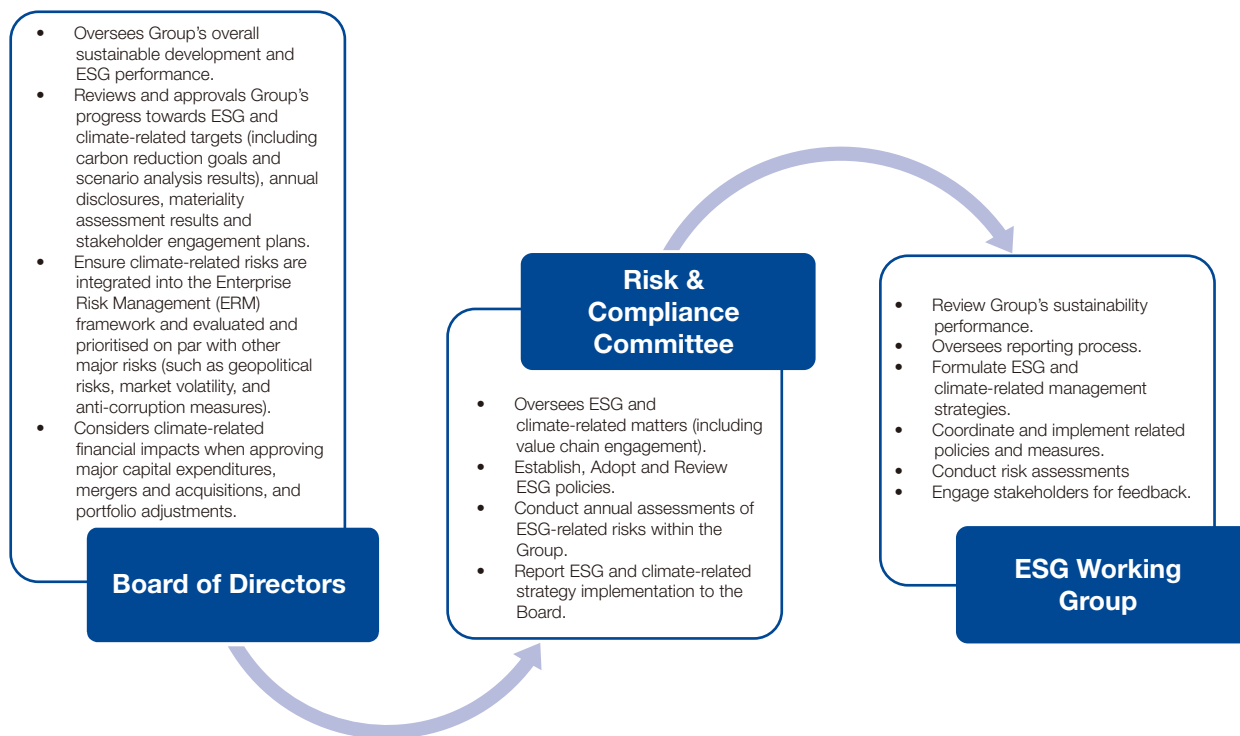 • Oversees Group’s overall
sustainable development and
ESG performance.
• Reviews and approvals Group’s
progress towards ESG and
climate-related targets (including
carbon reduction goals and
scenario analysis results), annual
disclosures, materiality
assessment results and
stakeholder engagement plans.
• Ensure climate-related risks are
integrated into the Enterprise
Risk Management (ERM)
framework and evaluated and
prioritised on par with other
major risks (such as geopolitical
risks, market volatility, and
anti-corruption measures).
• Considers climate-related
financial impacts when approving
major capital expenditures,
mergers and acquisitions, and
portfolio adjustments.
Board of Directors
Risk &
Compliance
Committee
• Oversees ESG and
climate-related matters (including
value chain engagement).
• Establish, Adopt and Review
ESG policies.
• Conduct annual assessments of
ESG-related risks within the
Group.
• Report ESG and climate-related
strategy implementation to the
Board.
• Review Group’s sustainability
performance.
• Oversees reporting process.
• Formulate ESG and
climate-related management
strategies.
• Coordinate and implement related
policies and measures.
• Conduct risk assessments
• Engage stakeholders for feedback.
ESG Working
Group